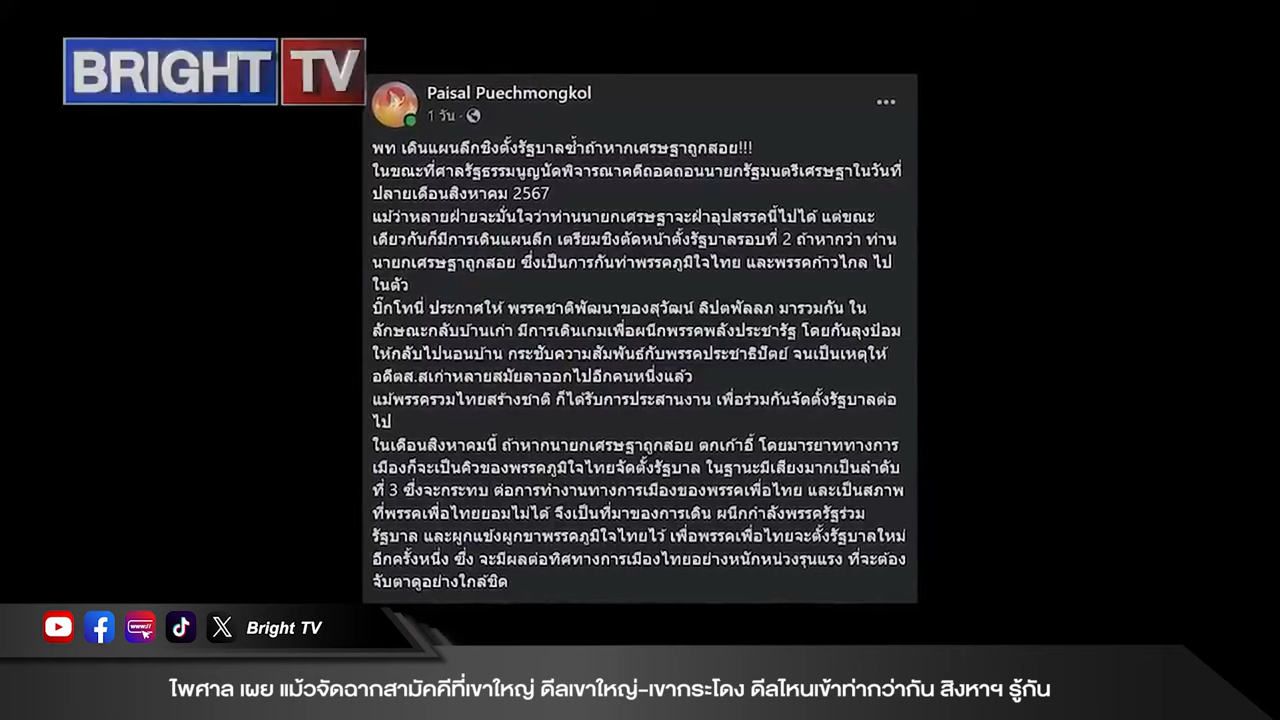 BRIGHT TV
Paisal Puechmongkol
1 วัน ·
พท เดินแผนลึกชิงตั้งรัฐบาลซ้ำถ้าหากเศรษฐาถูกสอย!!!
ในขณะที่ศาลรัฐธรรมนูญนัดพิจารณาคดีถอดถอนนายกรัฐมนตรีเศรษฐาในวันที่
ปลายเดือนสิงหาคม 2567
แม้ว่าหลายฝ่ายจะมั่นใจว่าท่านนายกเศรษฐาจะฝ่าอุปสรรคนี้ไปได้ แต่ขณะ
เดียวกันก็มีการเดินแผนลึก เตรียมชิงตัดหน้าตั้งรัฐบาลรอบที่ 2 ถ้าหากว่า ท่าน
นายกเศรษฐาถูกสอย ซึ่งเป็นการกันท่าพรรคภูมิใจไทย และพรรคก้าวไกล ไป
ในตัว
บิ๊กโทนี่ ประกาศให้ พรรคชาติพัฒนาของสุวัฒน์ ลิปตพัลลภ มารวมกัน ใน
ลักษณะกลับบ้านเก่า มีการเดินเกมเพื่อผนึกพรรคพลังประชารัฐ โดยกันลุงป้อม
ให้กลับไปนอนบ้าน กระชับความสัมพันธ์กับพรรคประชาธิปัตย์ จนเป็นเหตุให้
อดีตส.สเก่าหลายสมัยลาออกไปอีกคนหนึ่งแล้ว
แม้พรรครวมไทยสร้างชาติ ก็ได้รับการประสานงาน เพื่อร่วมกันจัดตั้งรัฐบาลต่อ
ไป
ในเดือนสิงหาคมนี้ ถ้าหากนายกเศรษฐาถูกสอย ตกเก้าอี้ โดยมารยาททางการ
เมืองก็จะเป็นคิวของพรรคภูมิใจไทยจัดตั้งรัฐบาล ในฐานะมีเสียงมากเป็นลำดับ
ที่ 3 ซึ่งจะกระทบ ต่อการทำงานทางการเมืองของพรรคเพื่อไทย และเป็นสภาพ
ที่พรรคเพื่อไทยยอมไม่ได้ จึงเป็นที่มาของการเดิน ผนึกกำลังพรรครัฐร่วม
รัฐบาล และผูกแข้งผูกขาพรรคภูมิใจไทยไว้ เพื่อพรรคเพื่อไทยจะตั้งรัฐบาลใหม่
อีกครั้งหนึ่ง ซึ่ง จะมีผลต่อทิศทางการเมืองไทยอย่างหนักหน่วงรุนแรง ที่จะต้อง
จับตาดูอย่างใกล้ชิด
www.//
Bright TV
ไพศาล เผย แม้วจัดฉากสามัคคีที่เขาใหญ่ ดีลเขาใหญ่-เขากระโดง ดีลไหนเข้าท่ากว่ากัน สิงหาฯ รู้กัน